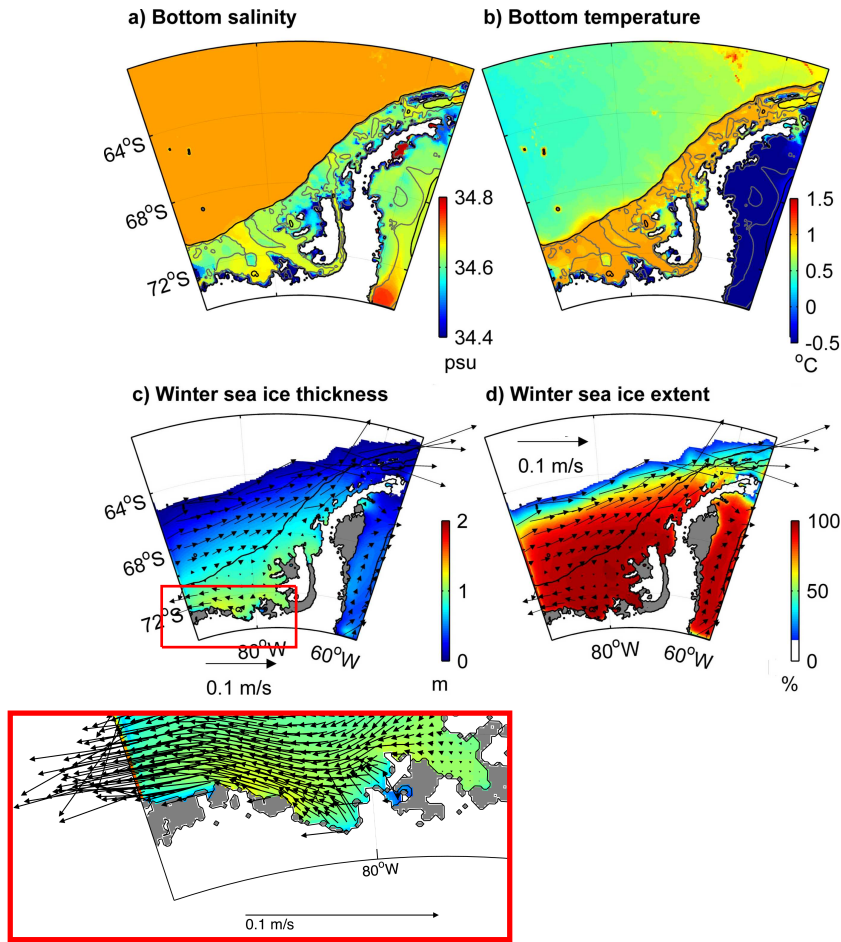 a) Bottom salinity
b) Bottom temperature
64°S
68°S
72°S
34.8
34.6
34.4
psu
1.5
1
0.5
0
-0.5
°C
c) Winter sea ice thickness
d) Winter sea ice extent
0.1 m/s
64°S
68°S
72°S
80°W
60°W
2
1
0
m
0.1 m/s
80°W
60°W
100
50
0
%
80°W
0.1 m/s